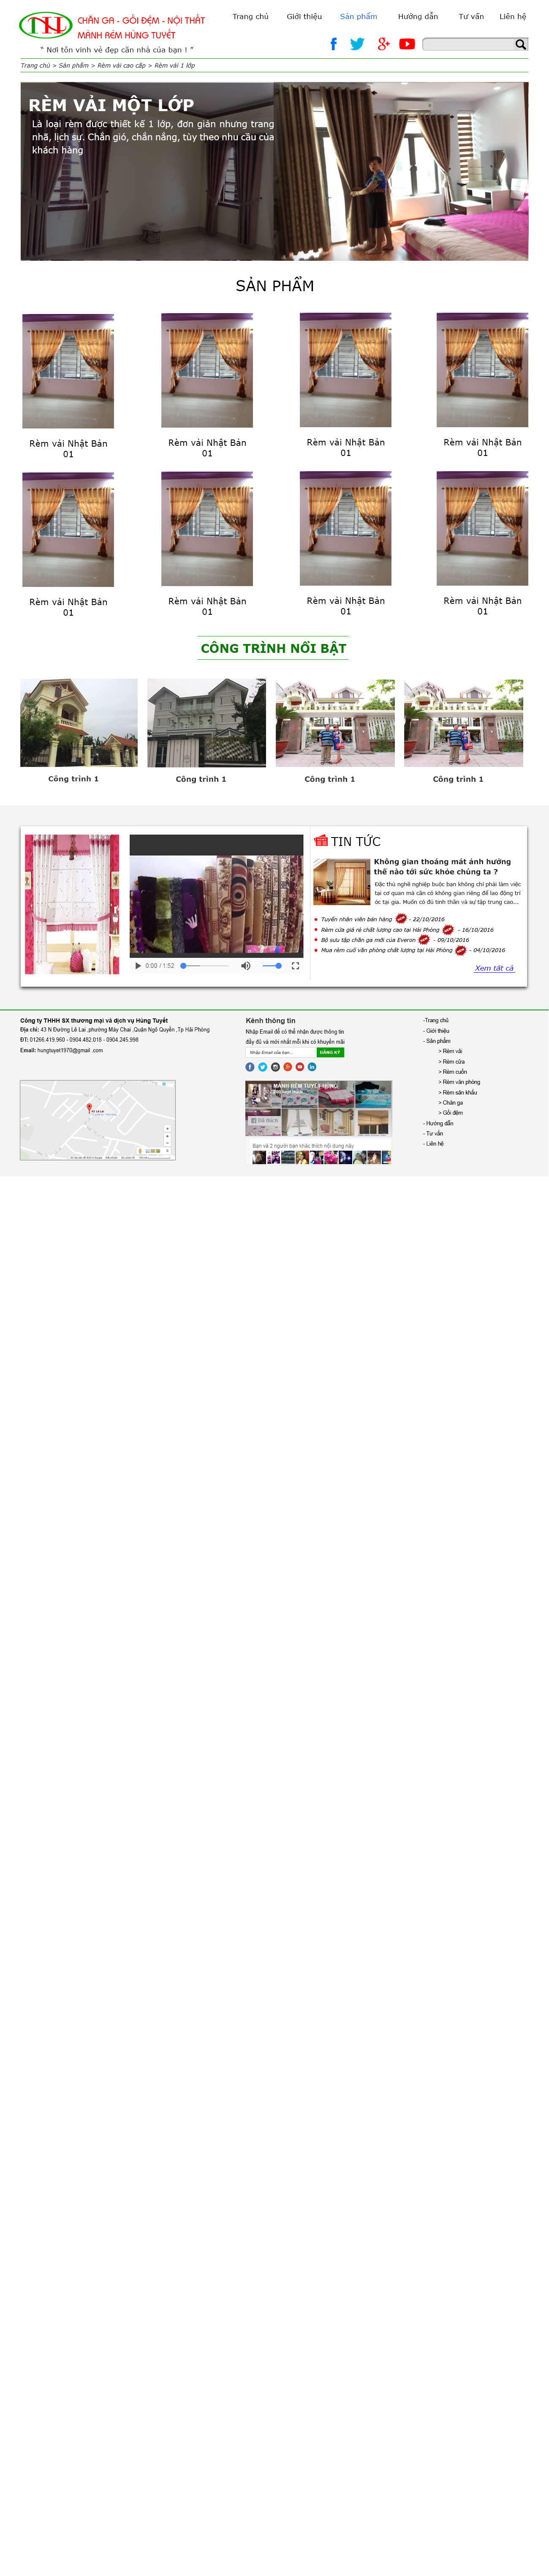 Trang chủ Giới thiệu Sản phẩm Hướng dẫn Tư vấn Liên hệ
CHĂN GA - GỐI ĐỆM - NỘI THẤT
MÀNH RÈM HÙNG TUYẾT
“ Nơi tôn vinh vẻ đẹp căn nhà của bạn ! ”
Trang chủ > Sản phẩm > Rèm vải cao cấp > Rèm vải 1 lớp
RÈM VẢI MỘT LỚP
Là loại rèm được thiết kế 1 lớp, đơn giản nhưng trang
nhã, lịch sự. Chắn gió, chắn nắng, tùy theo nhu cầu của
khách hàng
SẢN PHẨM
Rèm vải Nhật Bản
01
Rèm vải Nhật Bản
01
Rèm vải Nhật Bản
01
Rèm vải Nhật Bản
01
Rèm vải Nhật Bản
01
Rèm vải Nhật Bản
01
Rèm vải Nhật Bản
01
Rèm vải Nhật Bản
01
CÔNG TRÌNH NỔI BẬT
Công trình 1
Công trình 1
Công trình 1
Công trình 1
0:00 / 1:52
TIN TỨC
Không gian thoáng mát ảnh hưởng
thế nào tới sức khỏe chúng ta ?
Đặc thù nghề nghiệp buộc bạn không chỉ phải làm việc
tại cơ quan mà cần có không gian riêng để lao động trí
óc tại gia. Muốn có đủ tinh thần và sự tập trung cao...
Tuyển nhân viên bán hàng - 22/10/2016
Rèm cửa giá rẻ chất lượng cao tại Hải Phòng - 16/10/2016
Bộ sưu tập chăn ga mới của Everon - 09/10/2016
Mua rèm cuố văn phòng chất lượng tại Hải Phòng - 04/10/2016
Xem tất cả
Công ty THHH SX thương mại và dịch vụ Hùng Tuyết
Địa chỉ: 43 N Đường Lê Lai ,phường Máy Chai ,Quận Ngô Quyền ,Tp Hải Phòng
ĐT: 01266.419.960 - 0904.482.018 - 0904.245.998
Email: hungtuyet1970@gmail .com
Kênh thông tin
Nhập Email để có thể nhận được thông tin
đầy đủ và mới nhất mỗi khi có khuyến mãi
Nhập Email của bạn...
ĐĂNG KÝ
MÀNH RÈM TUYẾT HÙNG
Đã thích
Bạn và 2 người bạn khác thích nội dung này
-Trang chủ
- Giới thiệu
- Sản phẩm
> Rèm vải
> Rèm cửa
> Rèm cuốn
> Rèm văn phòng
> Rèm sân khấu
> Chăn ga
> Gối đệm
- Hướng dẫn
- Tư vấn
- Liên hệ